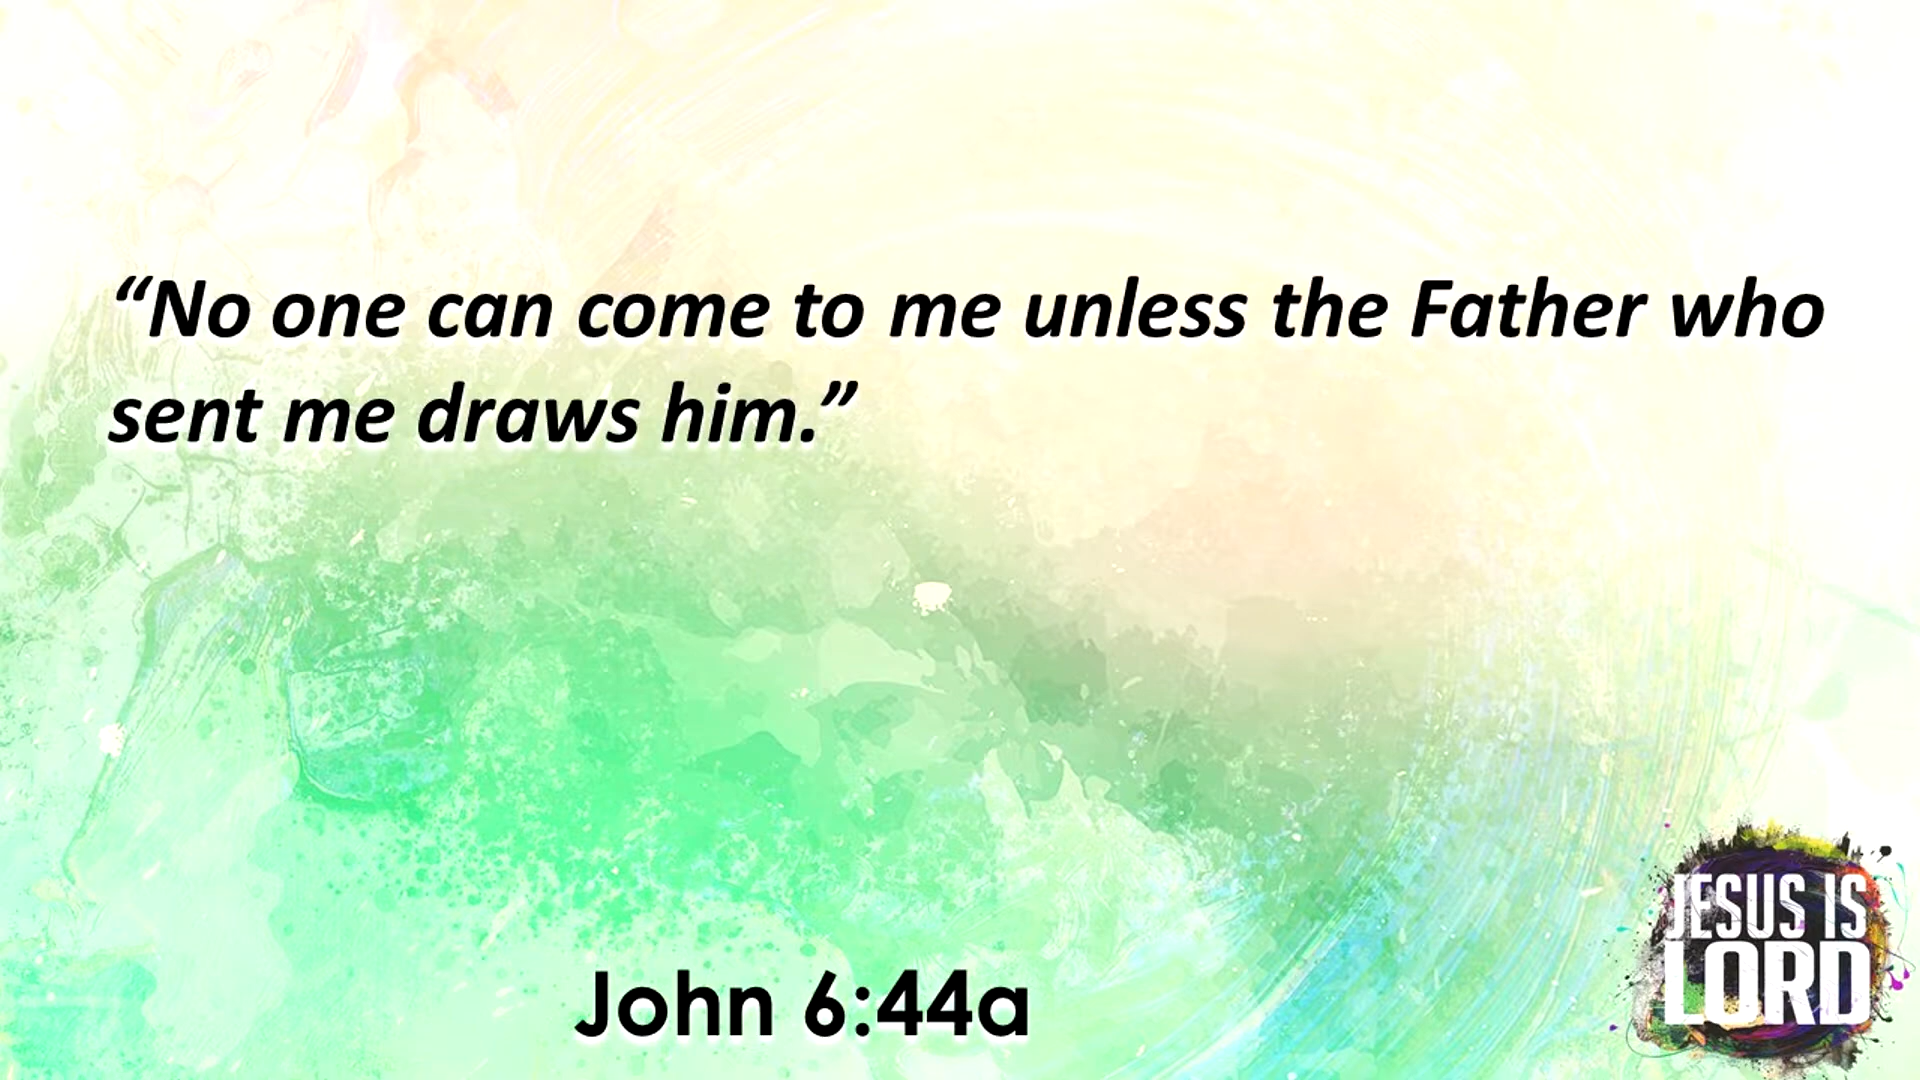 “No one can come to me unless the Father who
sent me draws him.”
John 6:44a
JESUS IS
LORD